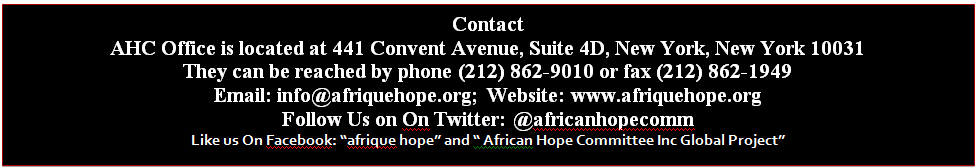 Contact
AHC Office is located at 441 Convent Avenue, Suite 4D, New York, New York 10031
They can be reached by phone (212) 862-9010 or fax (212) 862-1949
Email: info@afriquehope.org;  Website: www.afriquehope.org
Follow Us on On Twitter: @africanhopecomm
Like us On Facebook: “afrique hope” and “ African Hope Committee Inc Global Project”